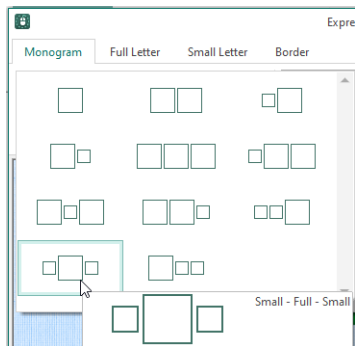 Expre
Monogram Full Letter Small Letter Border
Small - Full - Small